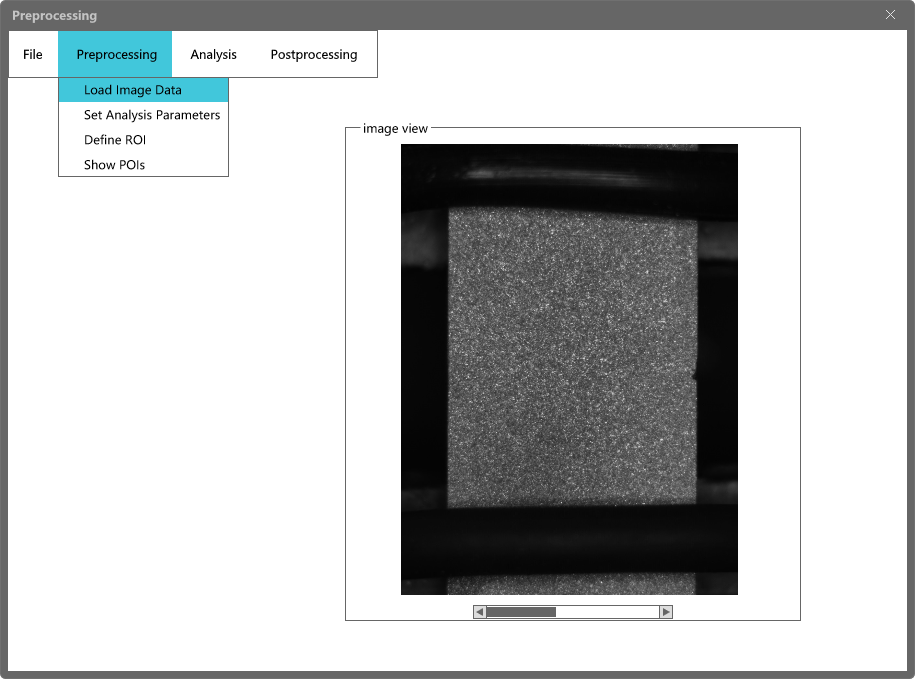 Preprocessing
File Preprocessing Analysis Postprocessing
Load Image Data
Set Analysis Parameters
Define ROI
Show POIs
image view